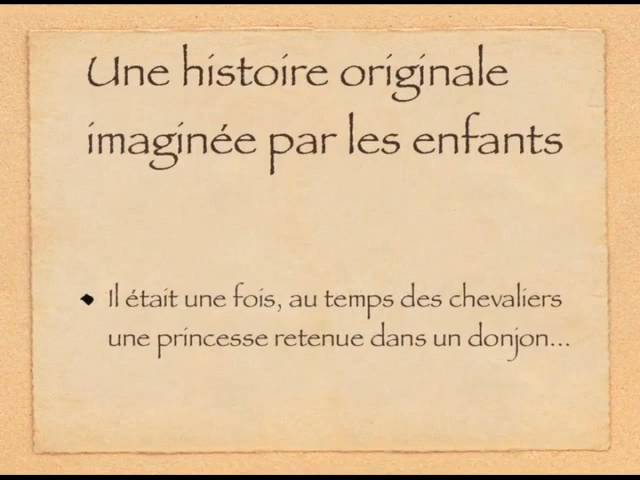 Une histoire originale
imaginée par les enfants
Il était une fois, au temps des chevaliers
une princesse retenue dans un donjon...